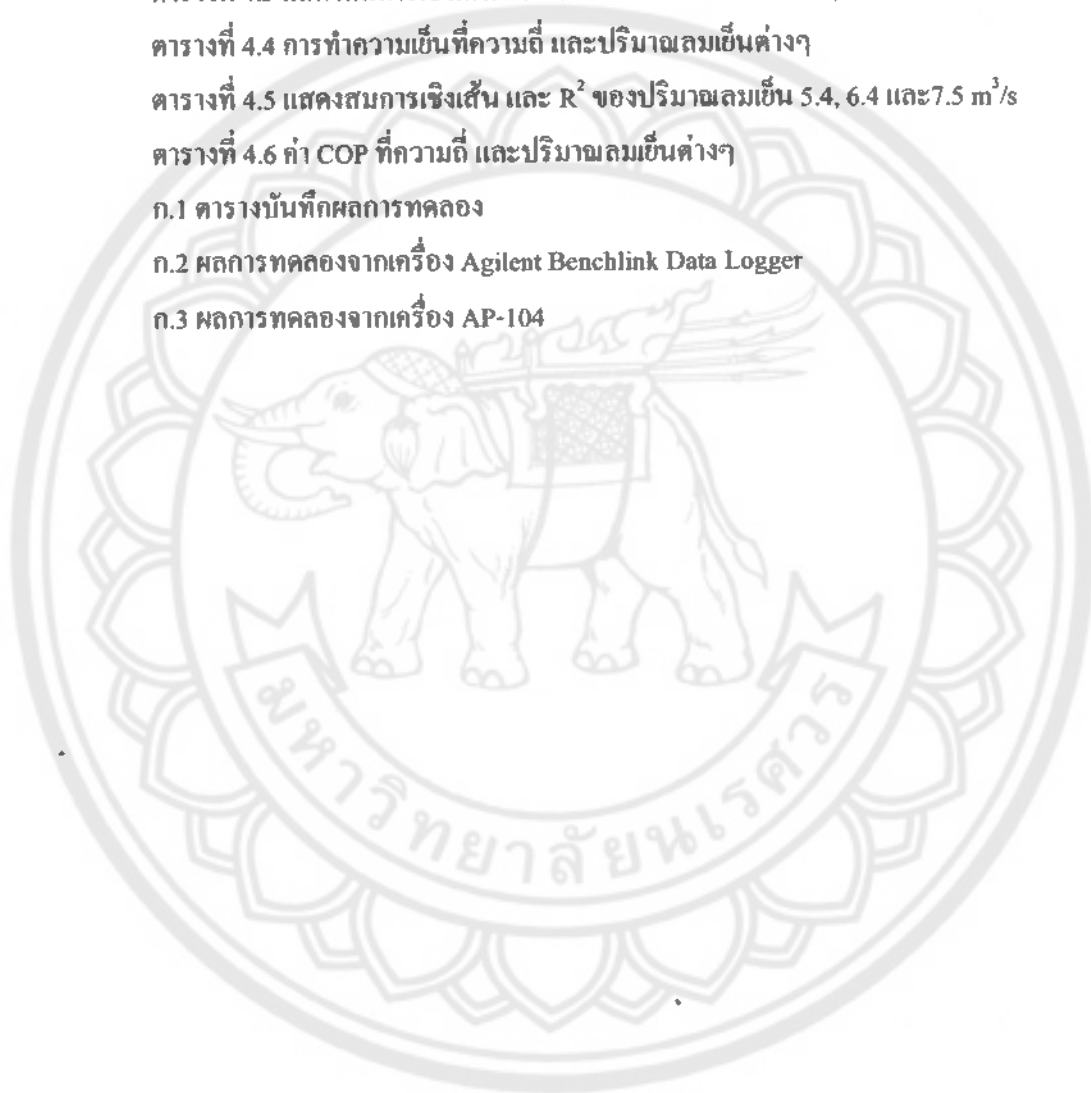 ตารางที่ 4.4 การทำความเย็นที่ความถี่ และปริมาณลมเย็นต่างๆ
ตารางที่ 4.5 แสดงสมการเชิงเส้น และ R² ของปริมาณลมเย็น 5.4, 6.4 และ7.5 m³/s
ตารางที่ 4.6 ค่า COP ที่ความถี่ และปริมาณลมเย็นต่างๆ
ก.1 ตารางบันทึกผลการทดลอง
ก.2 ผลการทดลองจากเครื่อง Agilent Benchlink Data Logger
ก.3 ผลการทดลองจากเครื่อง AP-104
มหาวิทยาลัยนเรศวร